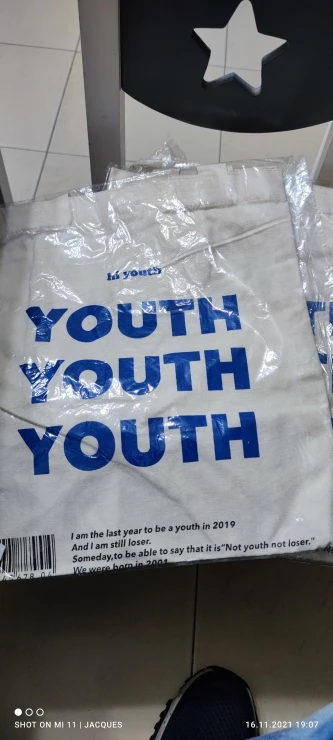 hi youth
YOUTH
YOUTH
YOUTH
I am the last year to be a youth in 2019
And I am still loser.
Someday,to be able to say that it is"Not youth not loser."
We were born in 2001
SHOT ON MI 11 | JACQUES
16.11.2021 19:07